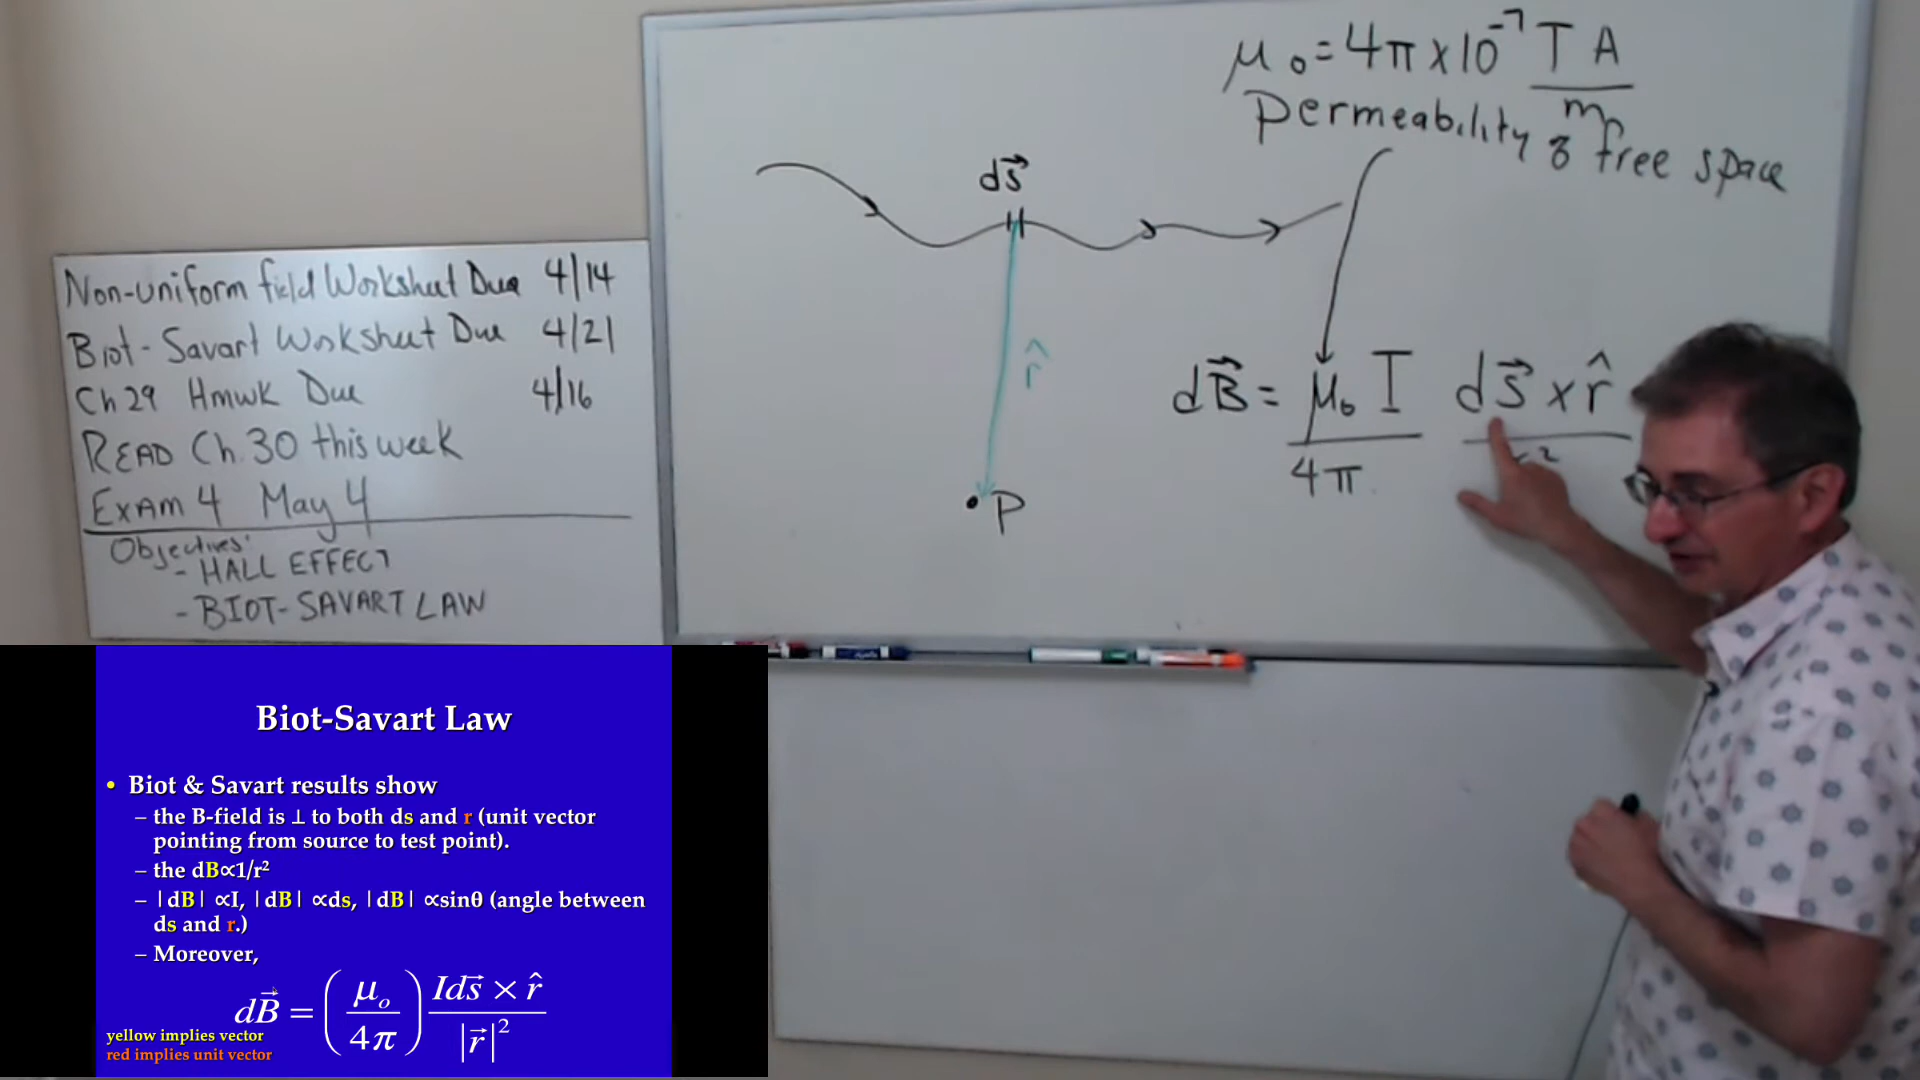 μ₀ = 4π x 10⁻⁷ T A / m
Permeability of free space
ds⃗
r̂
P
dB⃗ = μ₀ I / 4π ds⃗ x r̂ / r²
Non-uniform field Worksheet Due 4/14
Biot-Savart Worksheet Due 4/21
Ch 29 Hmwk Due 4/16
READ Ch. 30 this week
EXAM 4 May 4
Objectives:
- HALL EFFECT
- BIOT-SAVART LAW
Biot-Savart Law
• Biot & Savart results show
– the B-field is ⊥ to both ds and r (unit vector
pointing from source to test point).
– the dB∝1/r²
– |dB| ∝I, |dB| ∝ds, |dB| ∝sinθ (angle between
ds and r.)
– Moreover,
dB⃗ = (μₒ / 4π) Ids⃗ × r̂ / |r⃗|²
yellow implies vector
red implies unit vector